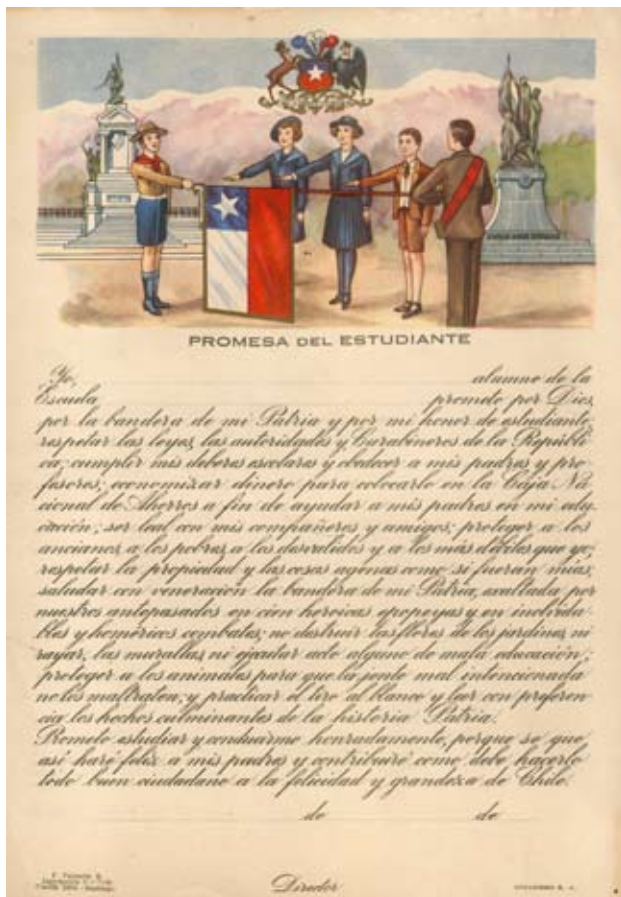 PROMESA DEL ESTUDIANTE
Yo, alumno de la
Escuela prometo por Dios,
por la bandera de mi Patria y por mi honor de estudiante,
respetar las leyes, las autoridades y Carabineros de la Repúbli
ca; cumplir mis deberes escolares y obedecer a mis padres y pro
fesores; economizar dinero para colocarlo en la Caja Na
cional de Ahorros a fin de ayudar a mis padres en mi edu
cación; ser leal con mis compañeros y amigos; proteger a los
ancianos, a los pobres, a los desvalidos y a los más débiles que yo;
respetar la propiedad y las cosas agenas como si fueran mías;
saludar con veneración la bandera de mi Patria, exaltada por
nuestros antepasados en cien heroicas epopeyas y en inolvida
bles y homéricos combates; no destruir las flores de los jardines, ni
rayar, las murallas, ni ejecutar acto alguno de mala educación;
proteger a los animales para que la jente mal intencionada
no los maltraten; y practicar el tiro al blanco y leer con preferen
cia los hechos culminantes de la historia Patria.
Prometo estudiar y conducirme honradamente, porque se que
así haré feliz a mis padres y contribuiré como debe hacerlo
todo buen ciudadano a la felicidad y grandeza de Chile.
de de
Director